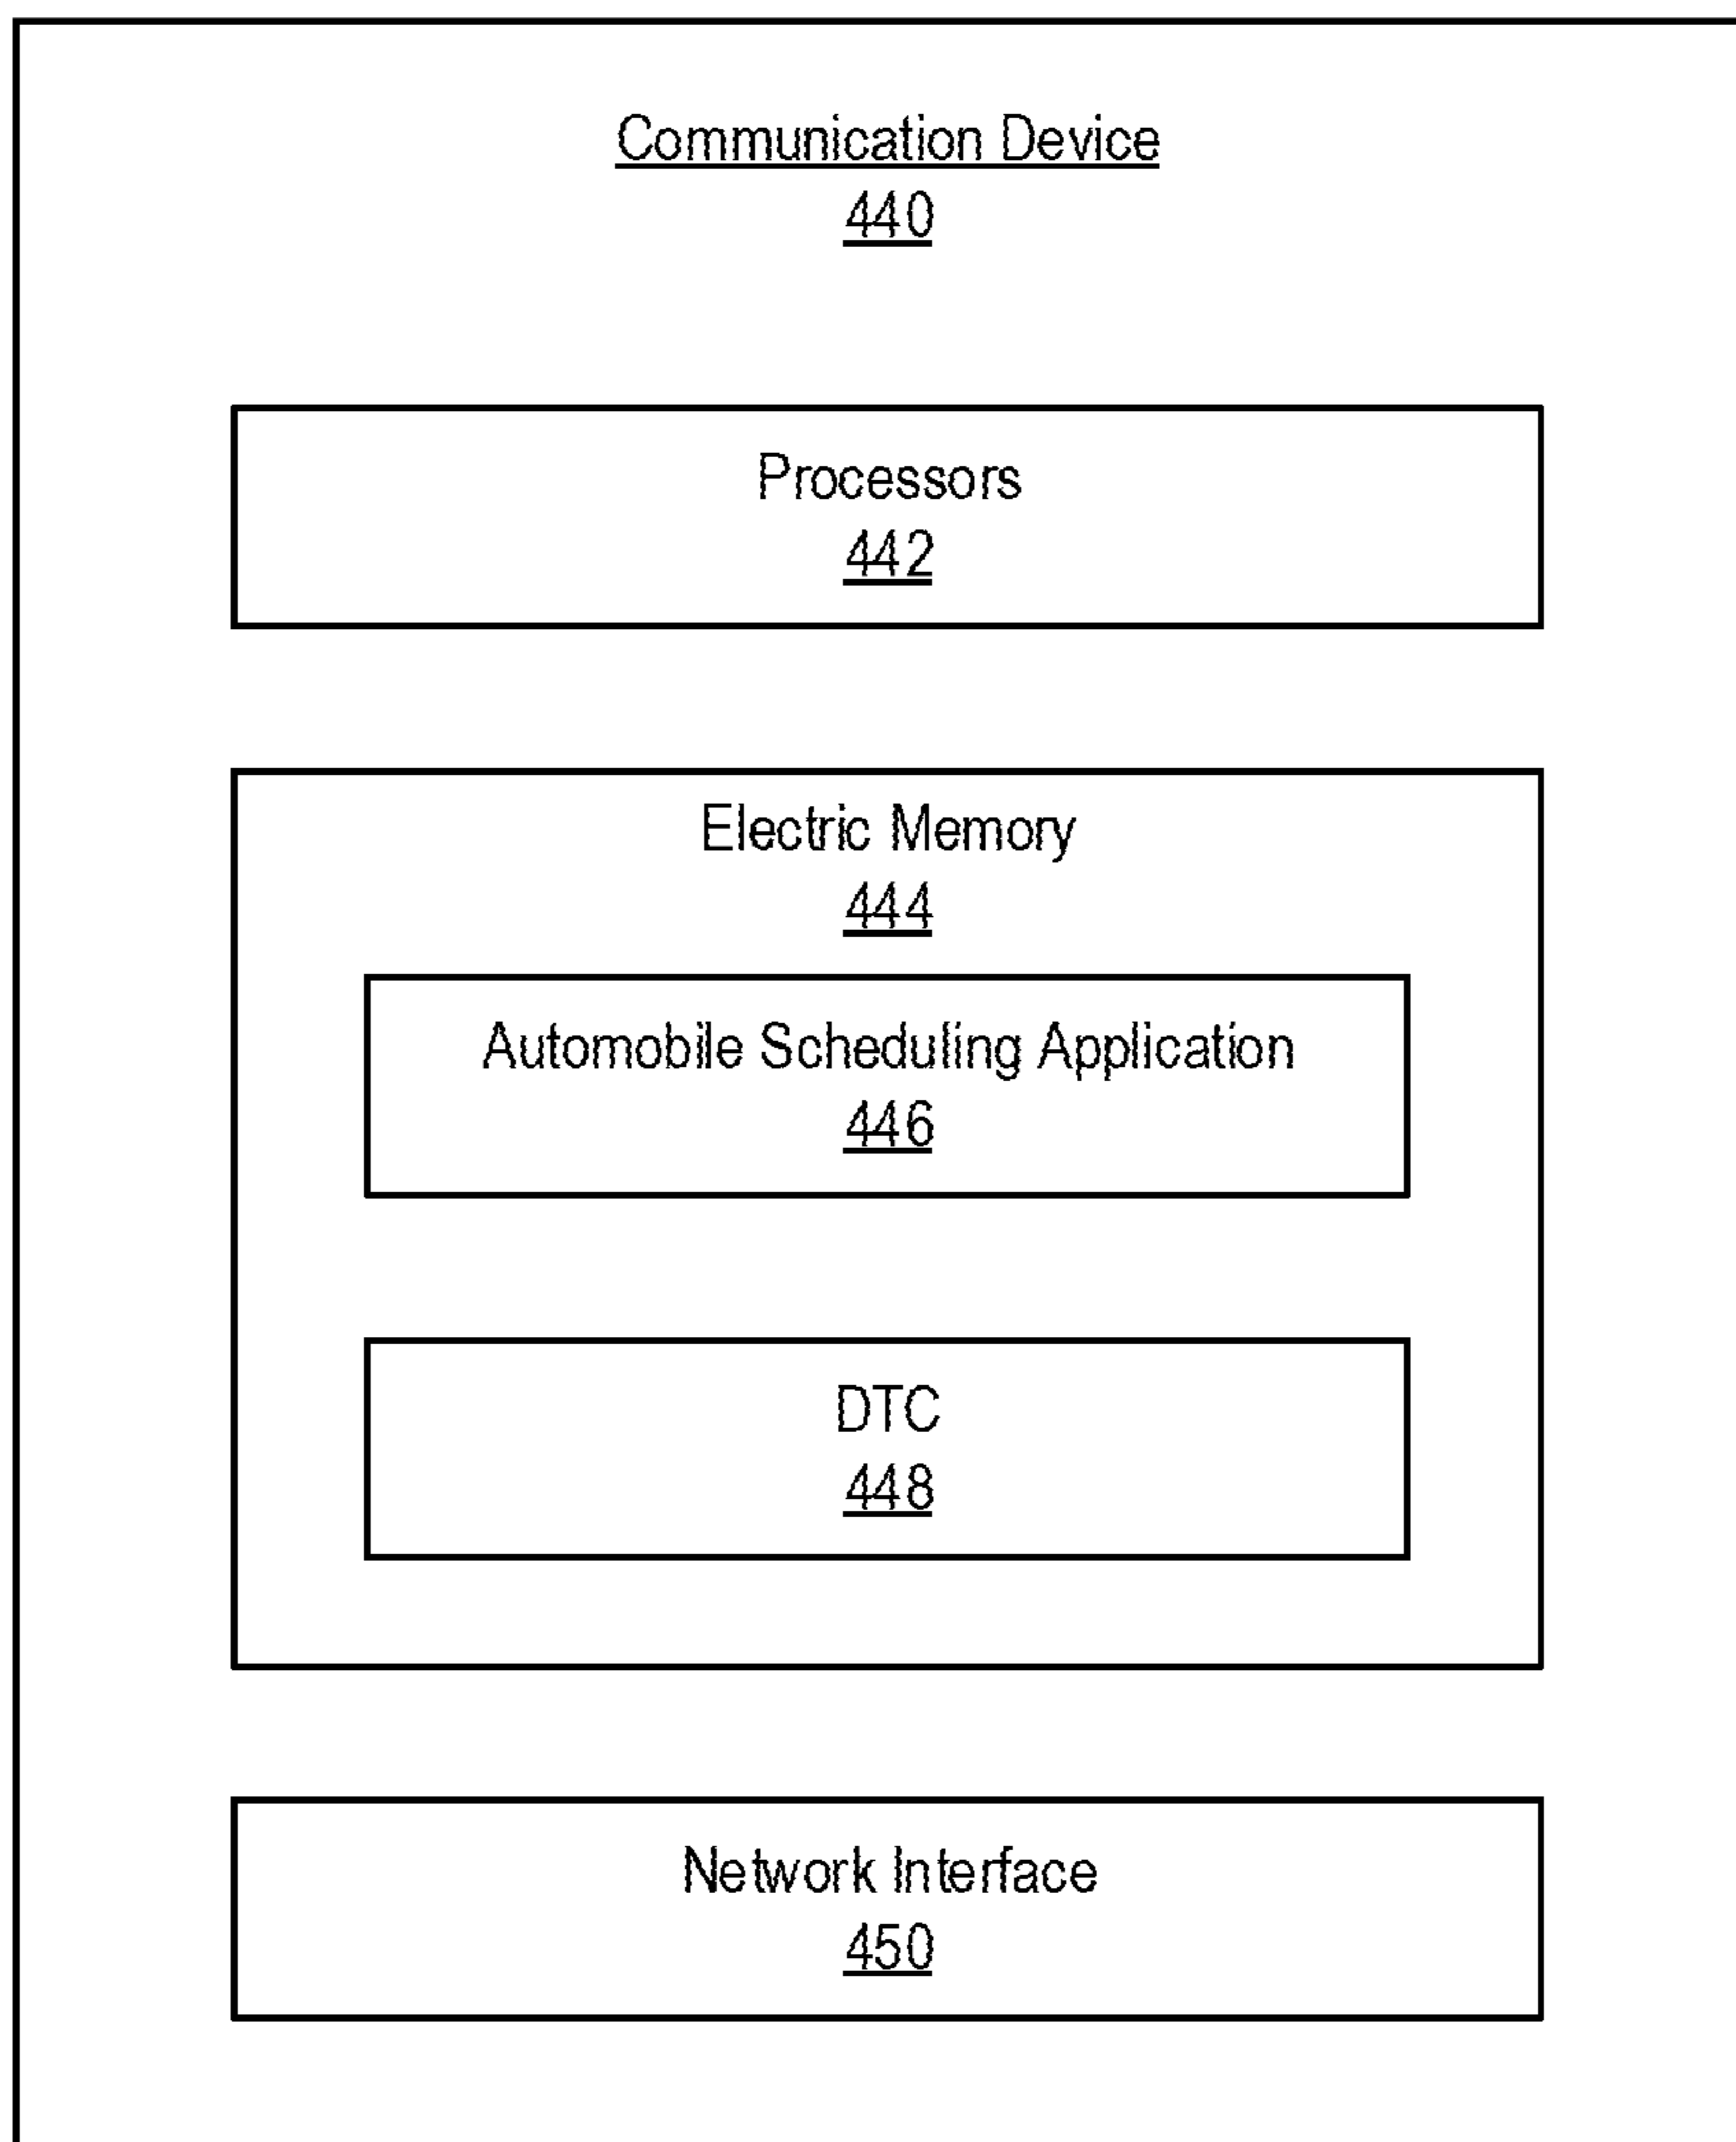 Communication Device
440
Processors
442
Electric Memory
444
Automobile Scheduling Application
446
DTC
448
Network Interface
450